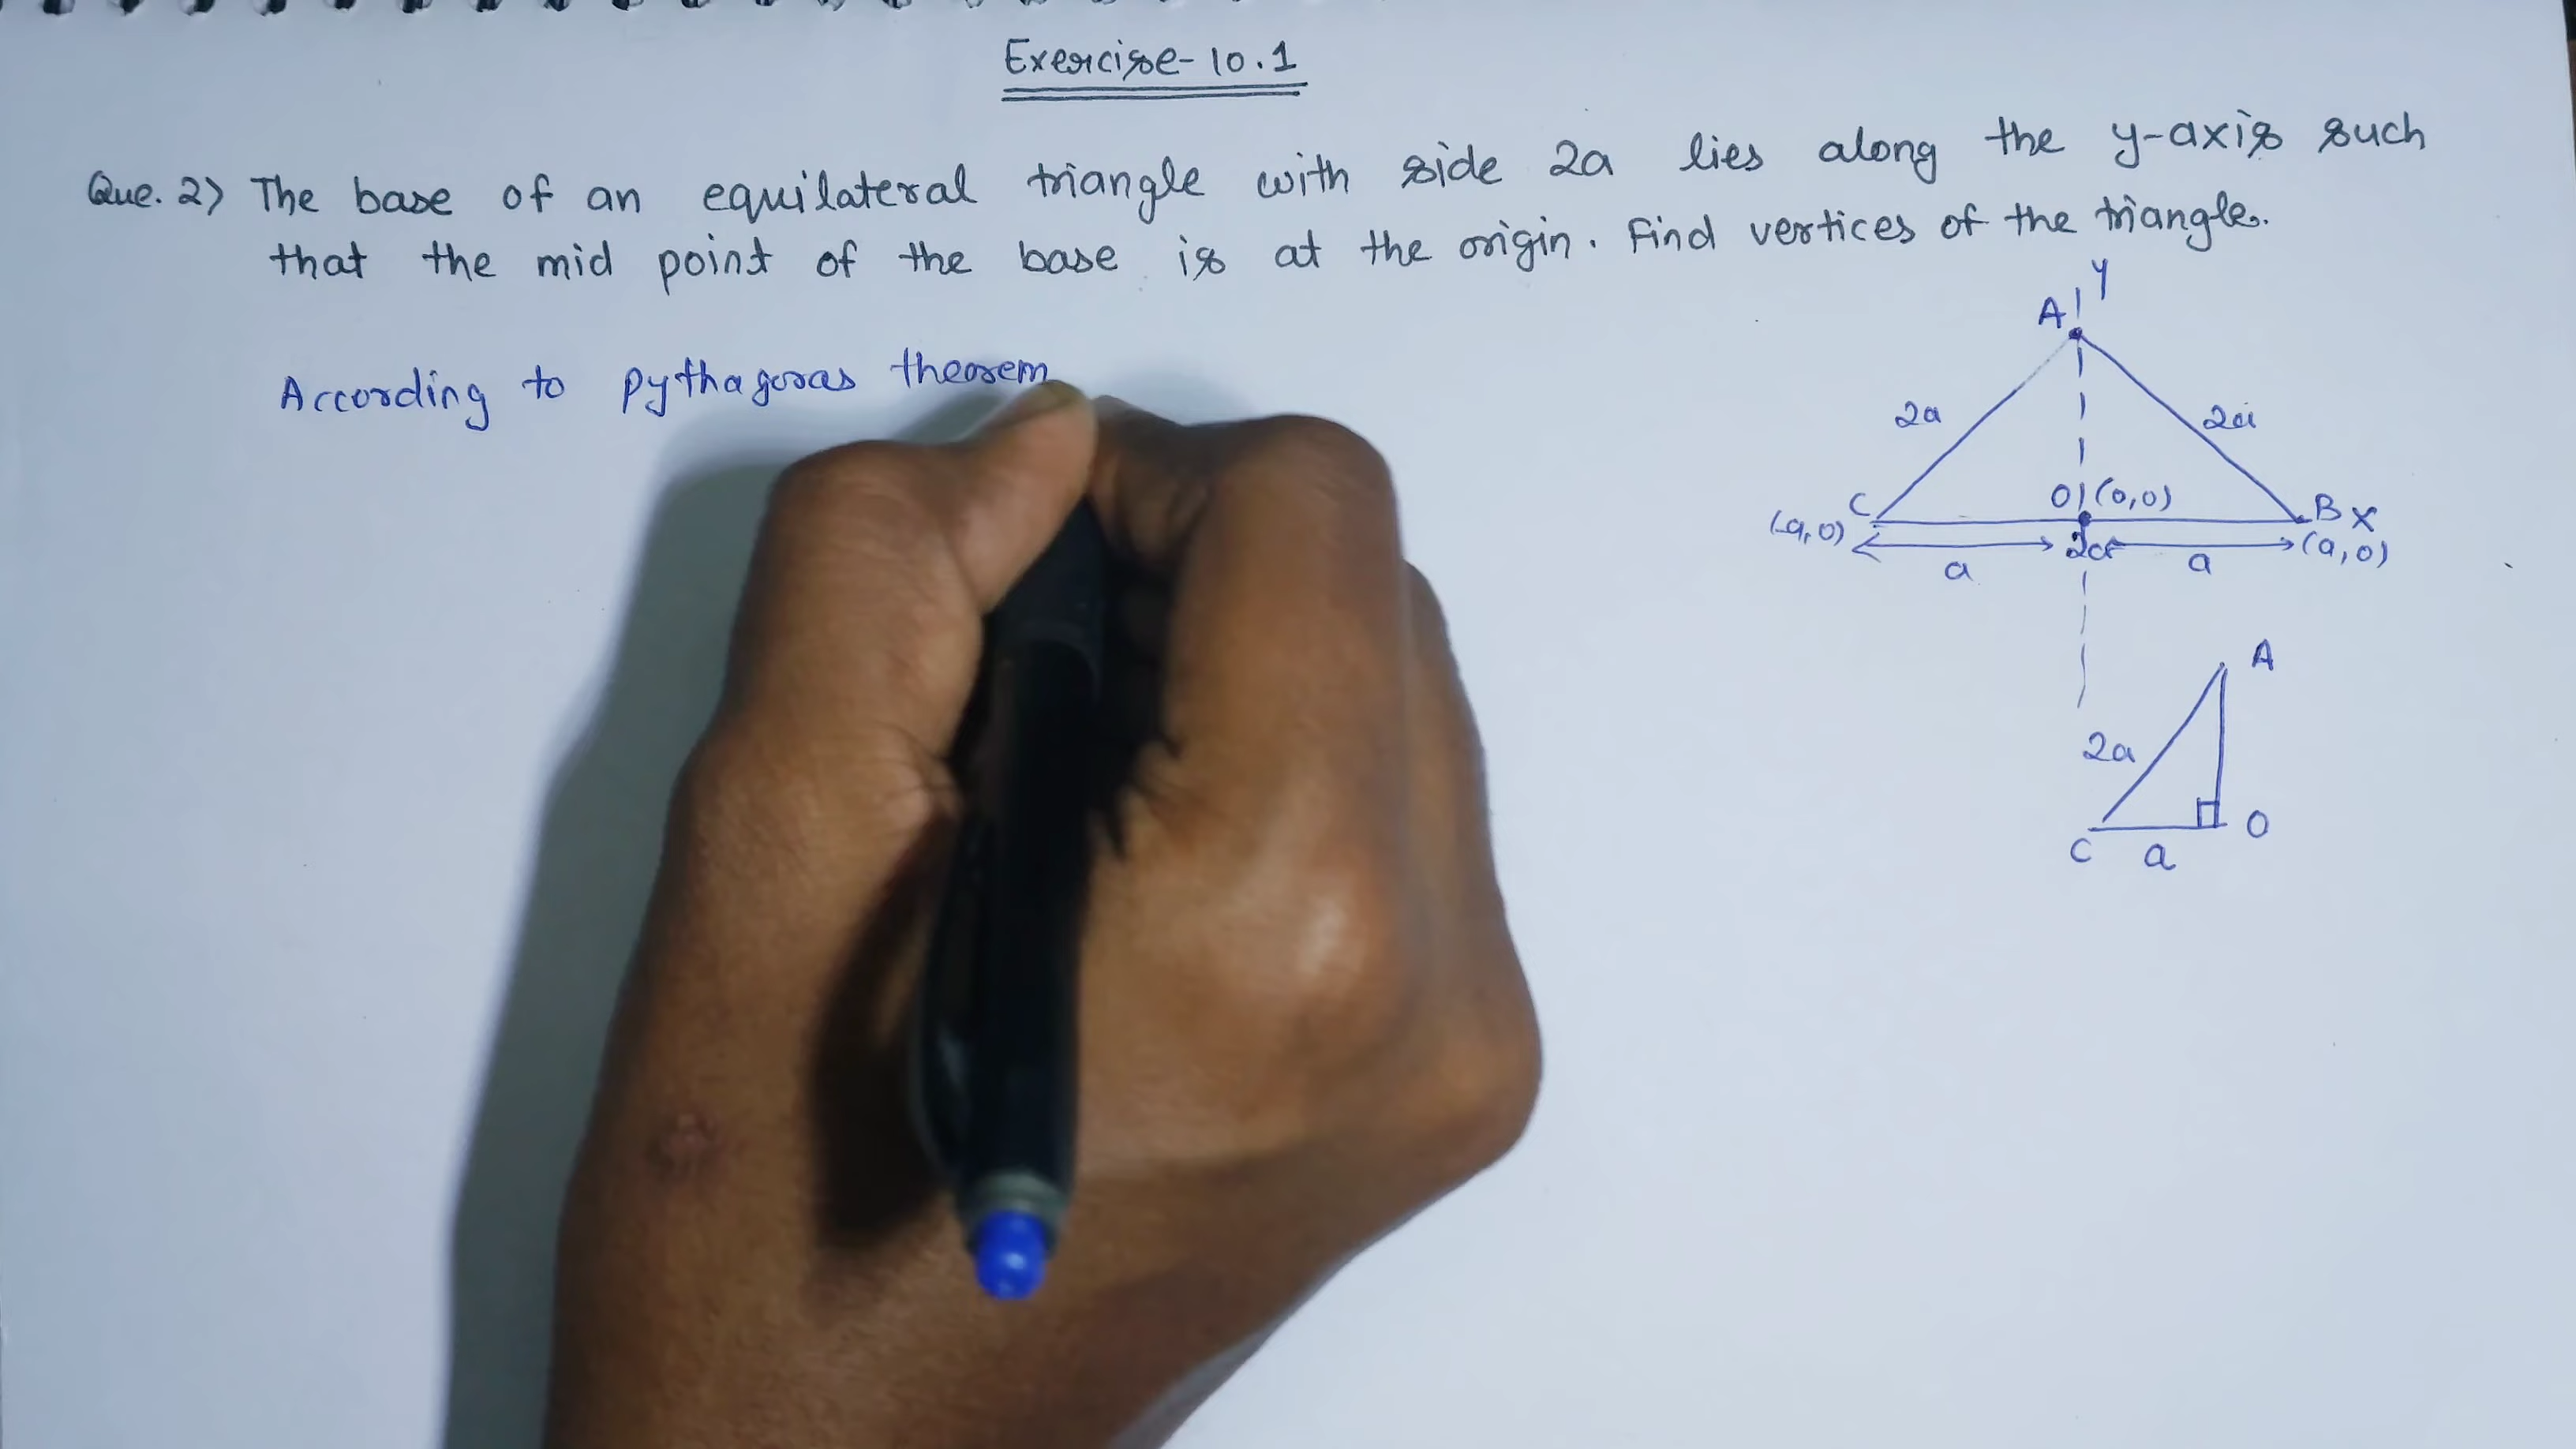 Exercise-10.1
Que. 2) The base of an equilateral triangle with side 2a lies along the y-axis such
that the mid point of the base is at the origin. Find vertices of the triangle.
According to pythagoras theorem
Y
A
2a
2a
C
O
(0,0)
B
X
(-a,0)
2a
(a,0)
a
a
A
2a
C
a
O